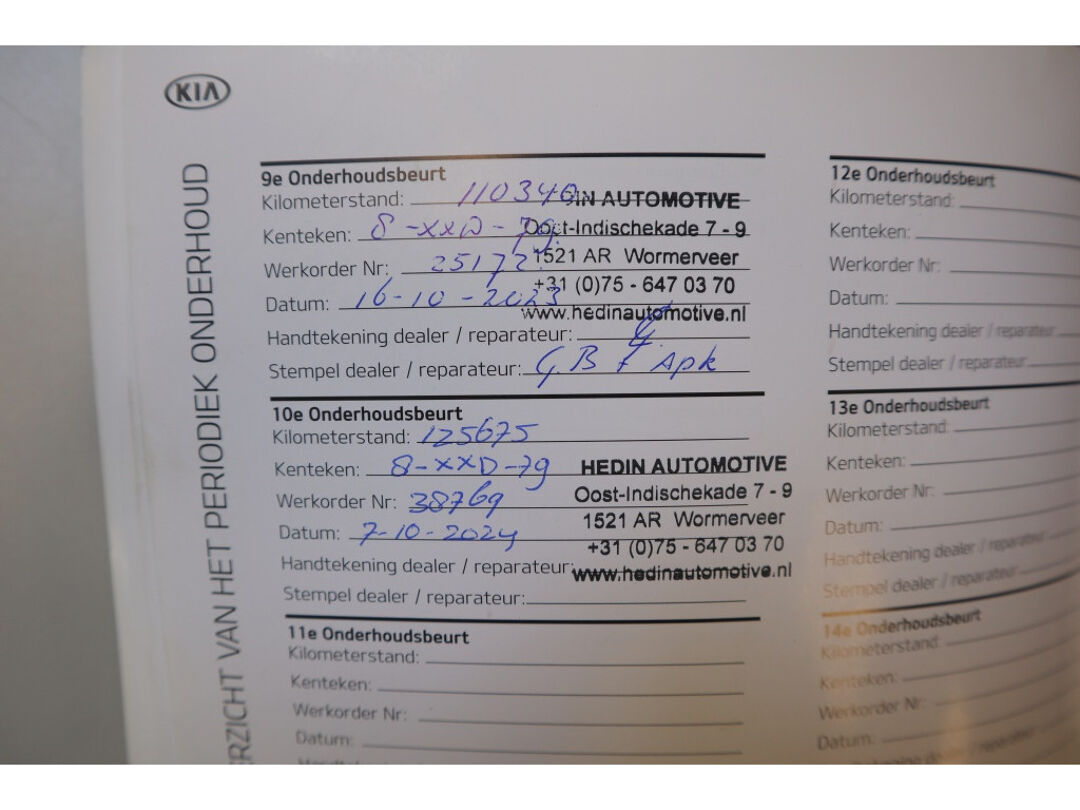 KIA
ERZICHT VAN HET PERIODIEK ONDERHOUD
9e Onderhoudsbeurt
Kilometerstand: 110340
Kenteken: 8-XXD-79
Werkorder Nr: 25172
Datum: 16-10-2023
Handtekening dealer / reparateur:
Stempel dealer / reparateur: GB + Apk
IN AUTOMOTIVE
Oost-Indischekade 7 - 9
1521 AR Wormerveer
+31 (0)75 - 647 03 70
www.hedinautomotive.nl
10e Onderhoudsbeurt
Kilometerstand: 125675
Kenteken: 8-XXD-79
Werkorder Nr: 38769
Datum: 7-10-2024
Handtekening dealer / reparateur:
Stempel dealer / reparateur:
HEDIN AUTOMOTIVE
Oost-Indischekade 7 - 9
1521 AR Wormerveer
+31 (0)75 - 647 03 70
www.hedinautomotive.nl
11e Onderhoudsbeurt
Kilometerstand:
Kenteken:
Werkorder Nr:
Datum:
12e Onderhoudsbeurt
Kilometerstand:
Kenteken:
Werkorder Nr:
Datum:
Handtekening dealer / reparateur:
Stempel dealer / reparateur:
13e Onderhoudsbeurt
Kilometerstand:
Kenteken:
Werkorder Nr:
Datum:
Handtekening dealer / reparateur:
Stempel dealer / reparateur:
14e Onderhoudsbeurt
Kilometerstand:
Kenteken:
Werkorder Nr:
Datum: